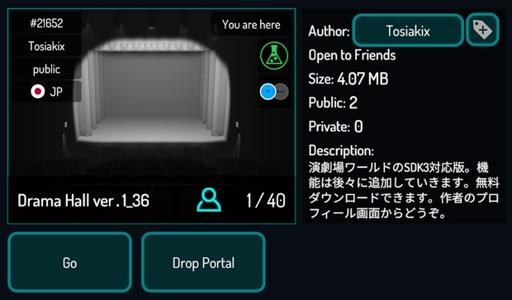 #21652
You are here
Tosiakix
public
JP
Drama Hall ver.1_36
1/40
Go
Drop Portal
Author: Tosiakix
Open to Friends
Size: 4.07 MB
Public: 2
Private: 0
Description:
演劇場ワールドのSDK3対応版。機
能は後々に追加していきます。無料
ダウンロードできます。作者のプロ
フィール画面からどうぞ。